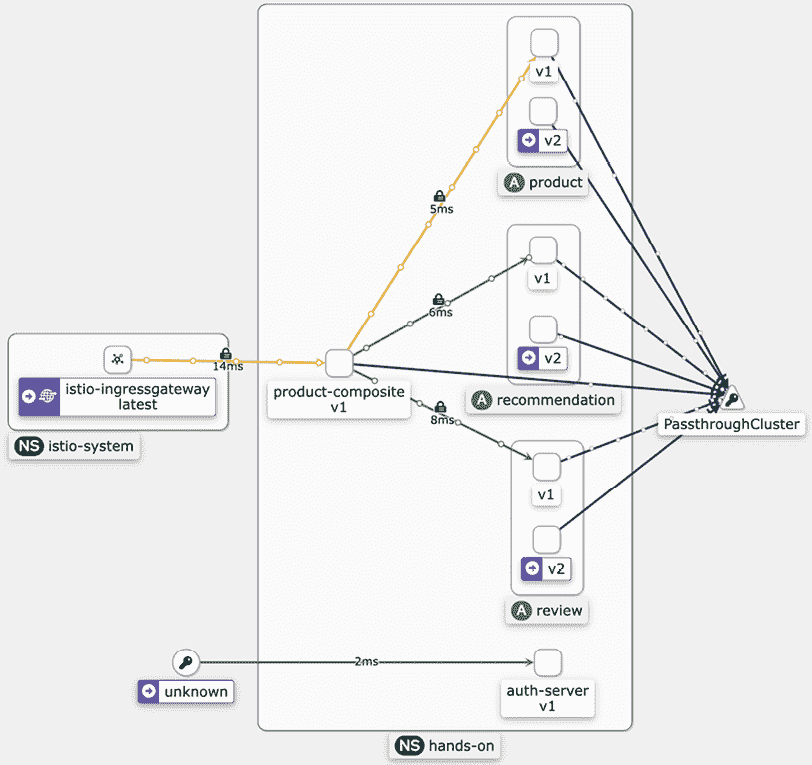 v1
v2
A product
5ms
v1
6ms
v2
A recommendation
14ms
istio-ingressgateway
latest
NS istio-system
product-composite
v1
PassthroughCluster
8ms
v1
v2
A review
2ms
unknown
auth-server
v1
NS hands-on